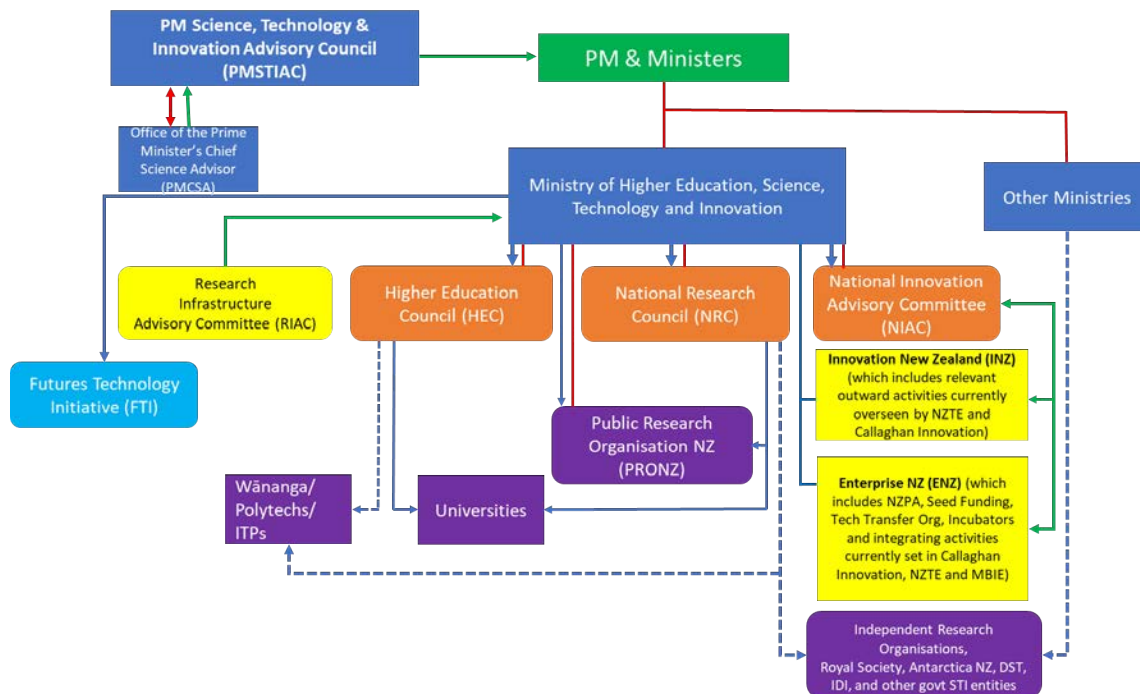 PM Science, Technology &
Innovation Advisory Council
(PMSTIAC)
PM & Ministers
Office of the Prime
Minister's Chief
Science Advisor
(PMCSA)
Ministry of Higher Education, Science,
Technology and Innovation
Other Ministries
Research
Infrastructure
Advisory Committee (RIAC)
Higher Education
Council (HEC)
National Research
Council (NRC)
National Innovation
Advisory Committee
(NIAC)
Futures Technology
Initiative (FTI)
Innovation New Zealand (INZ)
(which includes relevant
outward activities currently
overseen by NZTE and
Callaghan Innovation)
Public Research
Organisation NZ
(PRONZ)
Wānanga/
Polytechs/
ITPs
Universities
Enterprise NZ (ENZ) (which
includes NZPA, Seed Funding,
Tech Transfer Org, Incubators
and integrating activities
currently set in Callaghan
Innovation, NZTE and MBIE)
Independent Research
Organisations,
Royal Society, Antarctica NZ, DST,
IDI, and other govt STI entities